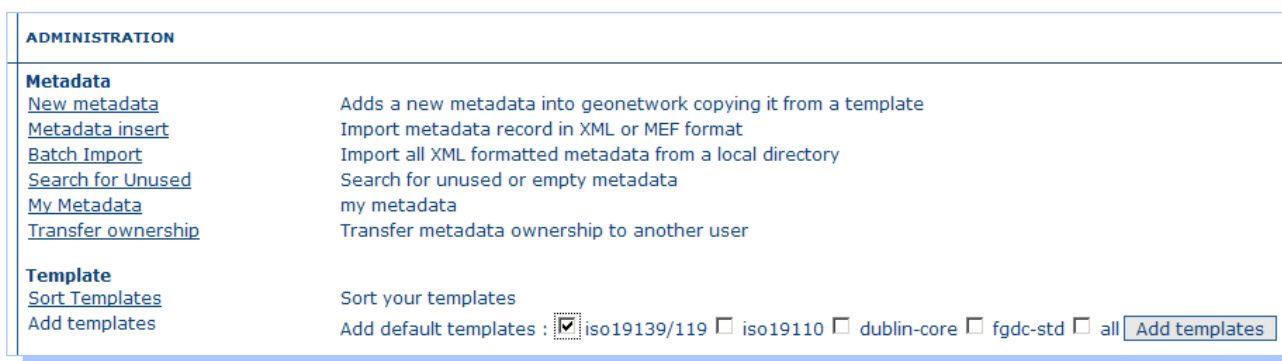 ADMINISTRATION
Metadata
New metadata Adds a new metadata into geonetwork copying it from a template
Metadata insert Import metadata record in XML or MEF format
Batch Import Import all XML formatted metadata from a local directory
Search for Unused Search for unused or empty metadata
My Metadata my metadata
Transfer ownership Transfer metadata ownership to another user
Template
Sort Templates Sort your templates
Add templates Add default templates : iso19139/119 iso19110 dublin-core fgdc-std all Add templates